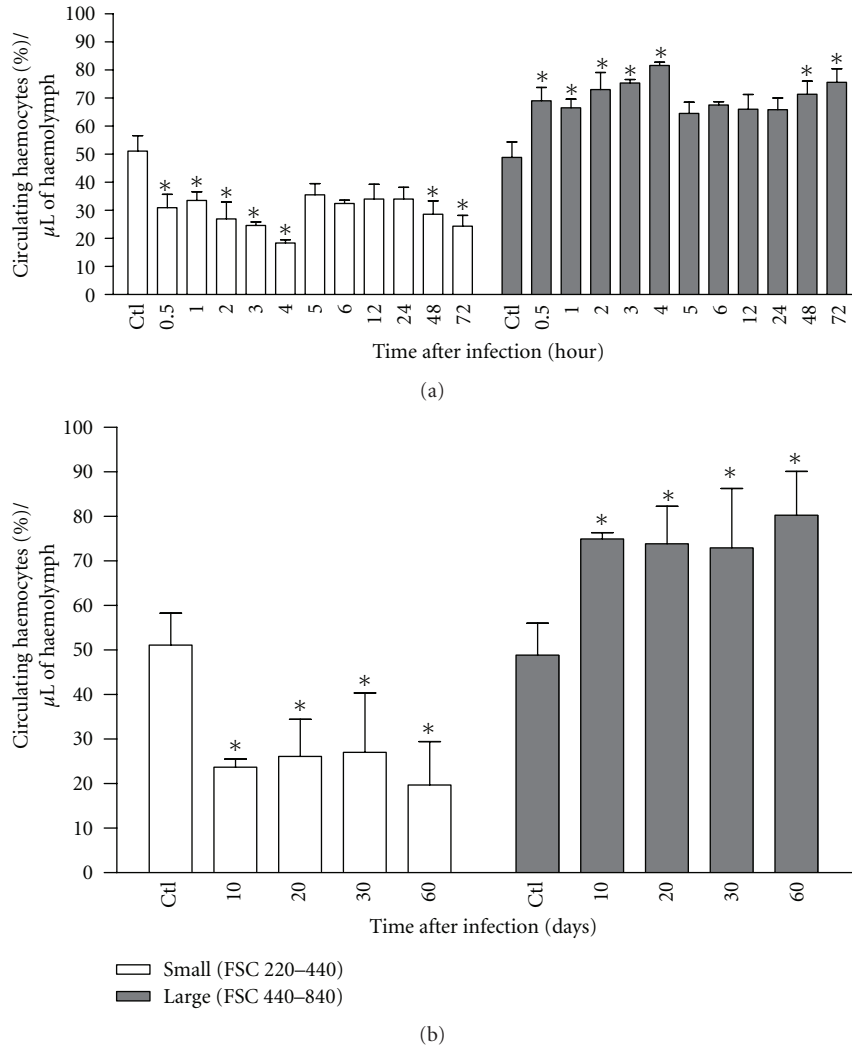 100
90
80
70
60
50
40
30
20
10
0
Circulating haemocytes (%)/
μL of haemolymph
* * * * * * *
* * * * * * *
Ctl 0.5 1 2 3 4 5 6 12 24 48 72 Ctl 0.5 1 2 3 4 5 6 12 24 48 72
Time after infection (hour)
(a)
100
90
80
70
60
50
40
30
20
10
0
Circulating haemocytes (%)/
μL of haemolymph
* * * *
* * * *
Ctl 10 20 30 60 Ctl 10 20 30 60
Time after infection (days)
Small (FSC 220–440)
Large (FSC 440–840)
(b)